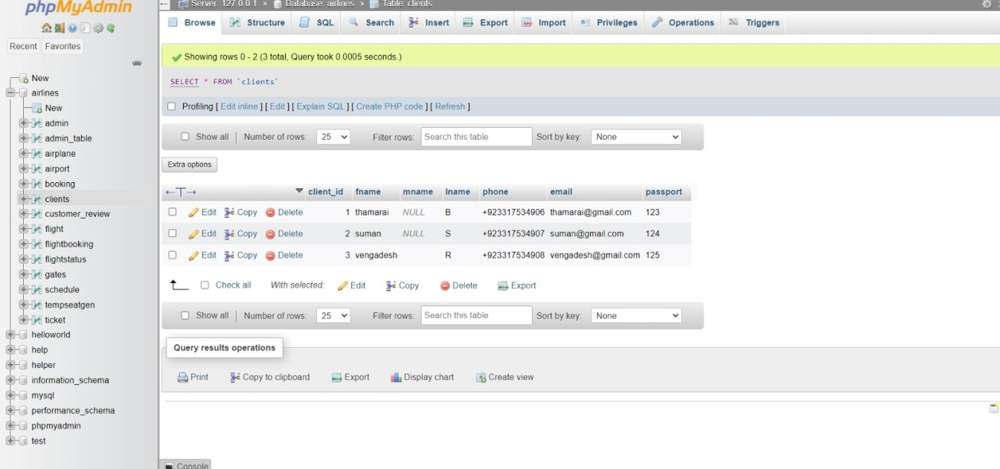 phpMyAdmin
Recent Favorites
New
airlines
New
admin
admin_table
airplane
airport
booking
clients
customer_review
flight
flightbooking
flightstatus
gates
schedule
tempseatgen
ticket
helloworld
help
helper
information_schema
mysql
performance_schema
phpmyadmin
test
Server: 127.0.0.1 » Database: airlines » Table: clients
Browse Structure SQL Search Insert Export Import Privileges Operations Triggers
Showing rows 0 - 2 (3 total, Query took 0.0005 seconds.)
SELECT * FROM `clients`
Profiling [ Edit inline ] [ Edit ] [ Explain SQL ] [ Create PHP code ] [ Refresh ]
Show all | Number of rows: 25 Filter rows: Search this table Sort by key: None
Extra options
←T→ client_id fname mname lname phone email passport
Edit Copy Delete 1 thamarai NULL B +923317534906 thamarai@gmail.com 123
Edit Copy Delete 2 suman NULL S +923317534907 suman@gmail.com 124
Edit Copy Delete 3 vengadesh R +923317534908 vengadesh@gmail.com 125
Check all With selected: Edit Copy Delete Export
Show all | Number of rows: 25 Filter rows: Search this table Sort by key: None
Query results operations
Print Copy to clipboard Export Display chart Create view
Console